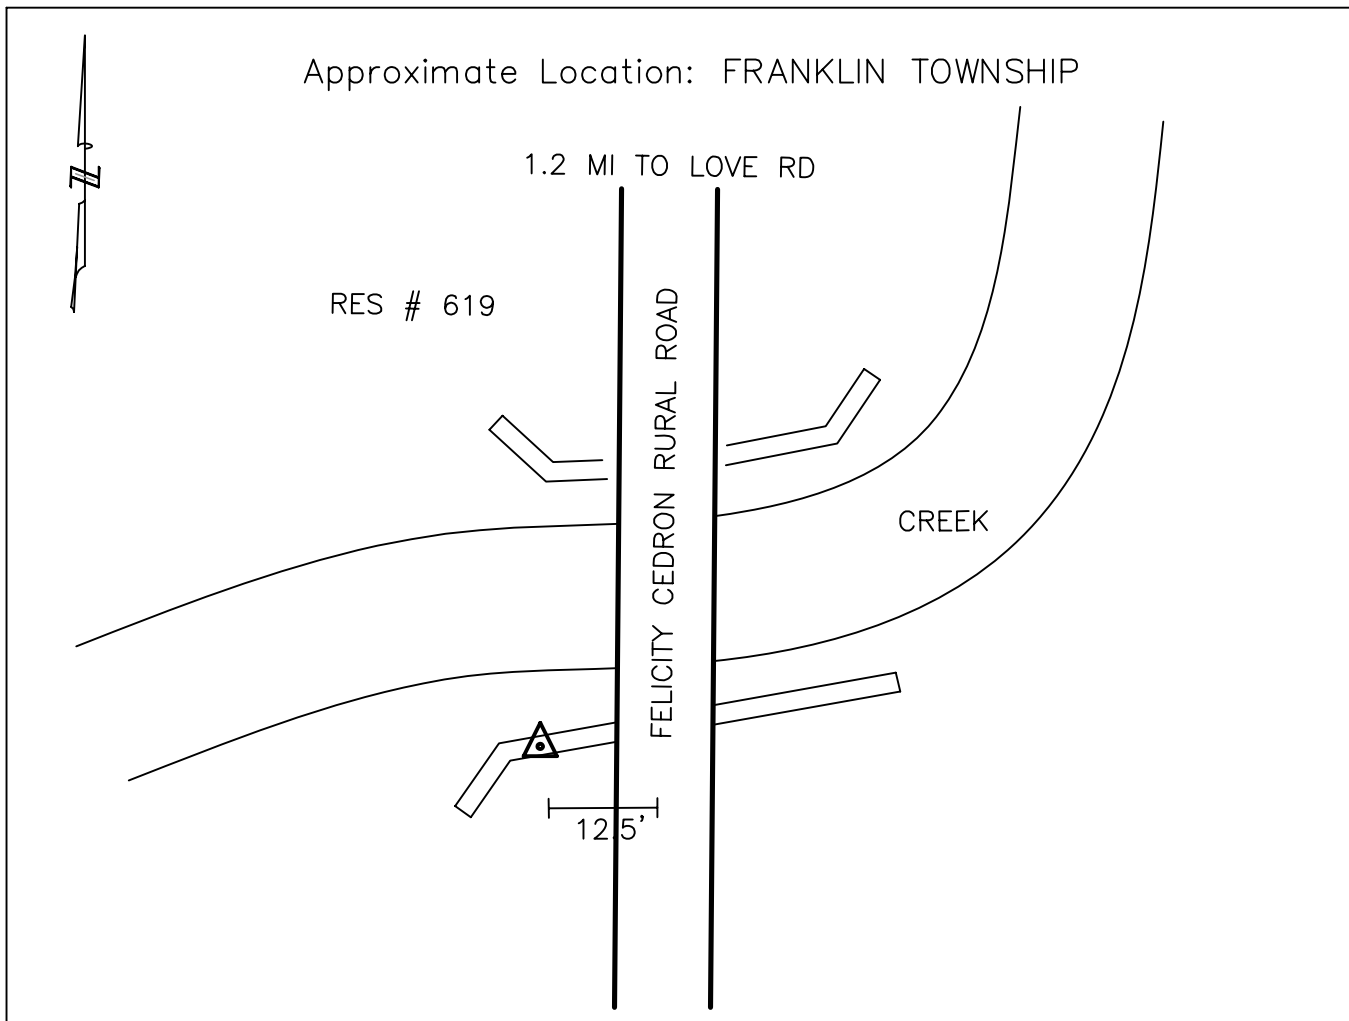 Approximate Location: FRANKLIN TOWNSHIP
1.2 MI TO LOVE RD
N
RES # 619
FELICITY CEDRON RURAL ROAD
CREEK
12.5'